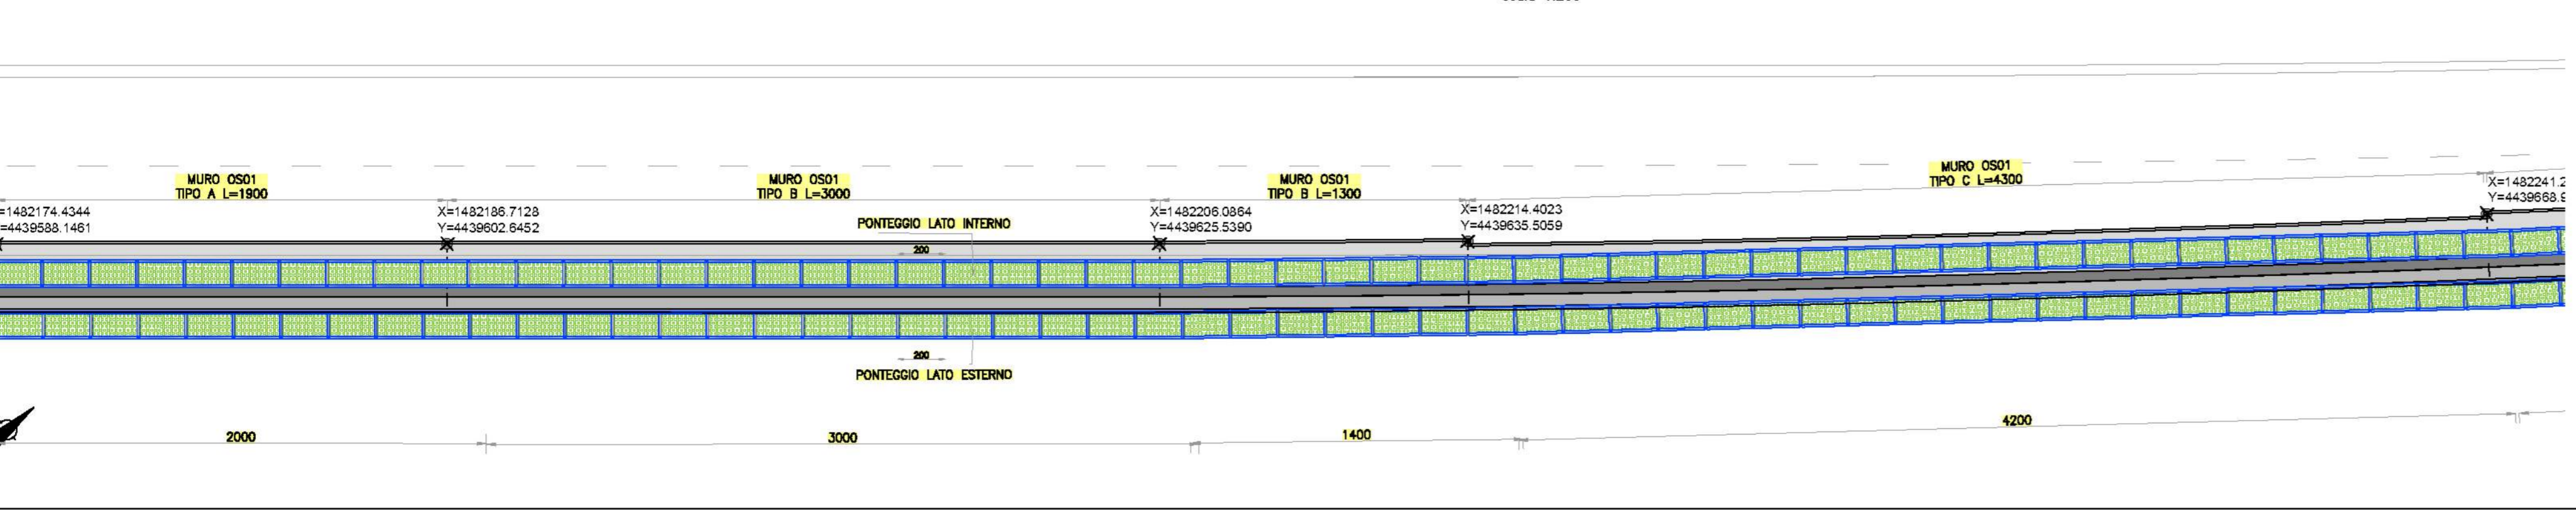 MURO OS01
TIPO A L=1900
MURO OS01
TIPO B L=3000
MURO OS01
TIPO B L=1300
MURO OS01
TIPO C L=4300
=1482174.4344
=4439588.1461
X=1482186.7128
Y=4439602.6452
PONTEGGIO LATO INTERNO
200
X=1482206.0864
Y=4439625.5390
X=1482214.4023
Y=4439635.5059
X=1482241.2
Y=4439668.9
200
PONTEGGIO LATO ESTERNO
2000
3000
1400
4200